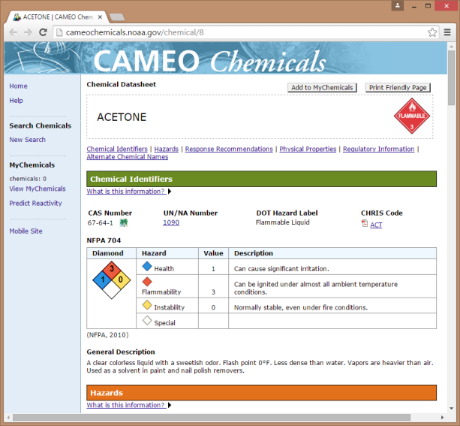 ACETONE | CAMEO Chem
cameochemicals.noaa.gov/chemical/8
CAMEO Chemicals
Home
Help
Search Chemicals
New Search
MyChemicals
chemicals: 0
View MyChemicals
Predict Reactivity
Mobile Site
Chemical Datasheet
Add to MyChemicals Print Friendly Page
ACETONE
FLAMMABLE
3
Chemical Identifiers | Hazards | Response Recommendations | Physical Properties | Regulatory Information |
Alternate Chemical Names
Chemical Identifiers
What is this information?
CAS Number UN/NA Number DOT Hazard Label CHRIS Code
67-64-1 1090 Flammable Liquid ACT
NFPA 704
Diamond Hazard Value Description
3
1 0
Health 1 Can cause significant irritation.
Flammability 3 Can be ignited under almost all ambient temperature
conditions.
Instability 0 Normally stable, even under fire conditions.
Special
(NFPA, 2010)
General Description
A clear colorless liquid with a sweetish odor. Flash point 0°F. Less dense than water. Vapors are heavier than air.
Used as a solvent in paint and nail polish removers.
Hazards
What is this information?